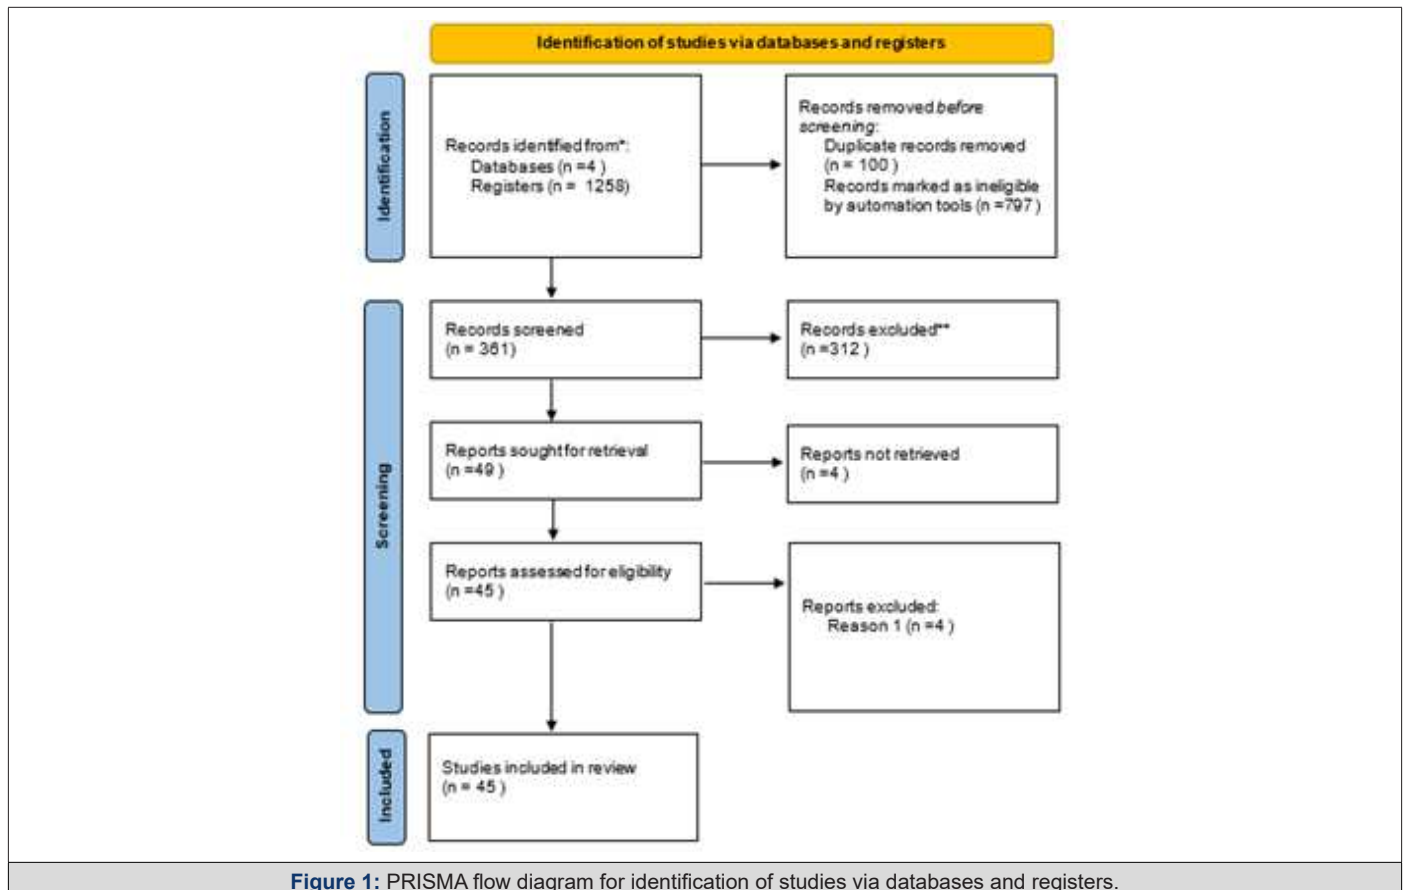 Identification of studies via databases and registers
Identification
Records identified from*:
Databases (n =4 )
Registers (n = 1258)
Records removed before
screening:
Duplicate records removed
(n = 100 )
Records marked as ineligible
by automation tools (n =797 )
Screening
Records screened
(n = 361)
Records excluded**
(n =312 )
Reports sought for retrieval
(n =49 )
Reports not retrieved
(n =4 )
Reports assessed for eligibility
(n =45 )
Reports excluded:
Reason 1 (n =4 )
Included
Studies included in review
(n = 45 )
Figure 1: PRISMA flow diagram for identification of studies via databases and registers.